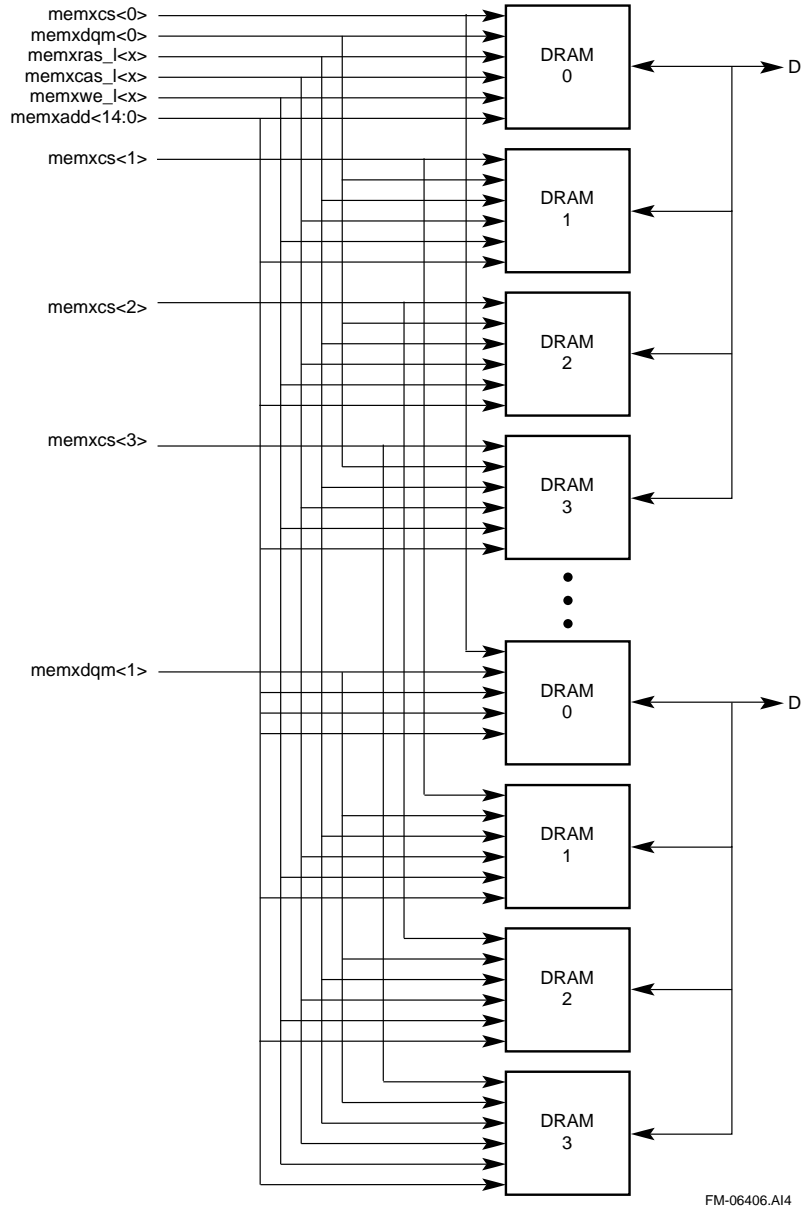 memxcs<0>
memxdqm<0>
memxras_l<x>
memxcas_l<x>
memxwe_l<x>
memxadd<14:0>
DRAM
0
D
memxcs<1>
DRAM
1
memxcs<2>
DRAM
2
memxcs<3>
DRAM
3
memxdqm<1>
DRAM
0
D
DRAM
1
DRAM
2
DRAM
3
FM-06406.AI4